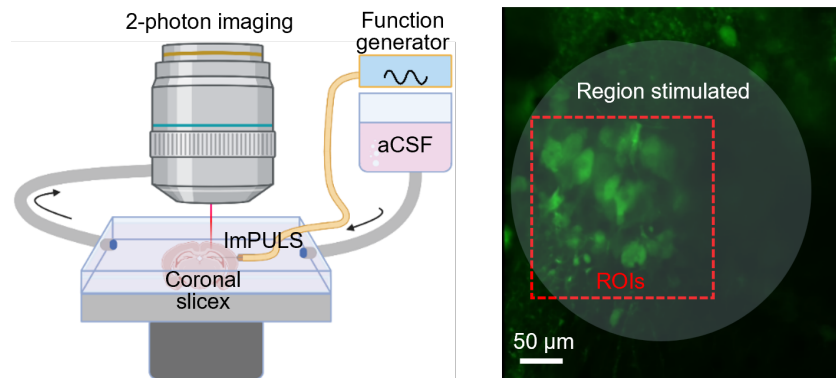 2-photon imaging
Function
generator
aCSF
ImPULS
Coronal
slicex
Region stimulated
ROIs
50 µm